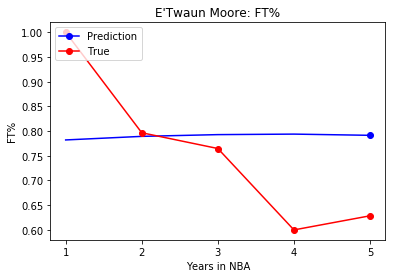 E'Twaun Moore: FT%
Prediction
True
1.00
0.95
0.90
0.85
0.80
0.75
0.70
0.65
0.60
FT%
1 2 3 4 5
Years in NBA